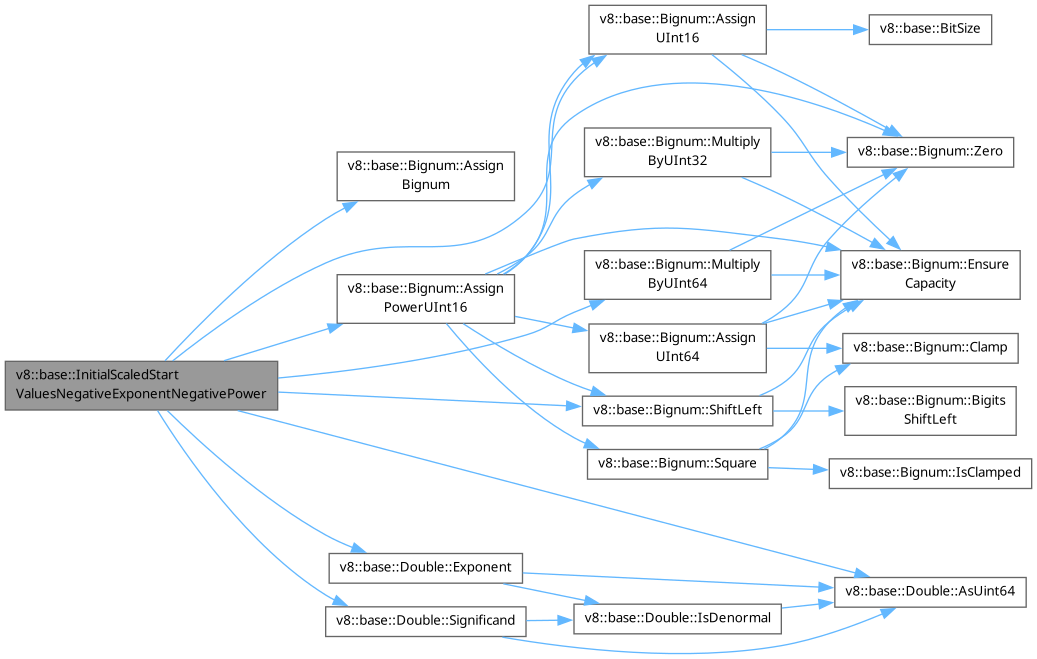 v8::base::InitialScaledStart
ValuesNegativeExponentNegativePower
v8::base::Bignum::Assign
Bignum
v8::base::Bignum::Assign
PowerUInt16
v8::base::Double::Exponent
v8::base::Double::Significand
v8::base::Bignum::Assign
UInt16
v8::base::Bignum::Multiply
ByUInt32
v8::base::Bignum::Multiply
ByUInt64
v8::base::Bignum::Assign
UInt64
v8::base::Bignum::ShiftLeft
v8::base::Bignum::Square
v8::base::Double::IsDenormal
v8::base::BitSize
v8::base::Bignum::Zero
v8::base::Bignum::Ensure
Capacity
v8::base::Bignum::Clamp
v8::base::Bignum::Bigits
ShiftLeft
v8::base::Bignum::IsClamped
v8::base::Double::AsUint64